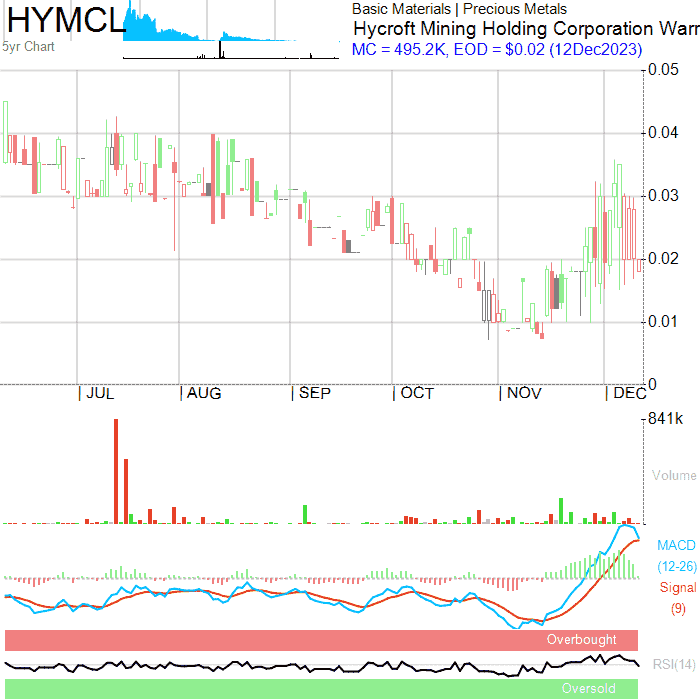 HYMCL
5yr Chart
Basic Materials | Precious Metals
Hycroft Mining Holding Corporation Warr
MC = 495.2K, EOD = $0.02 (12Dec2023)
0.05
0.04
0.03
0.02
0.01
0
| JUL | AUG | SEP | OCT | NOV | DEC
841k
Volume
MACD
(12-26)
Signal
(9)
Overbought
RSI(14)
Oversold